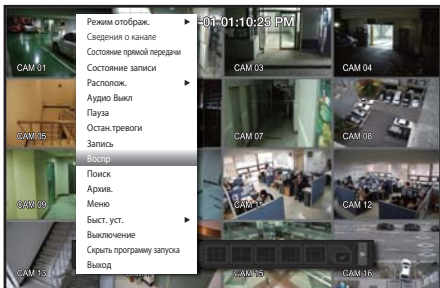 -01 01:10:25 PM
Режим отображ.
Сведения о канале
Состояние прямой передачи
Состояние записи
Располож.
Аудио Выкл
Пауза
Остан.тревоги
Запись
Воспр
Поиск
Архив.
Меню
Быст. уст.
Выключение
Скрыть программу запуска
Выход
CAM 01
CAM 03
CAM 04
CAM 05
CAM 07
CAM 08
CAM 09
CAM 11
CAM 12
CAM 13
CAM 15
CAM 16